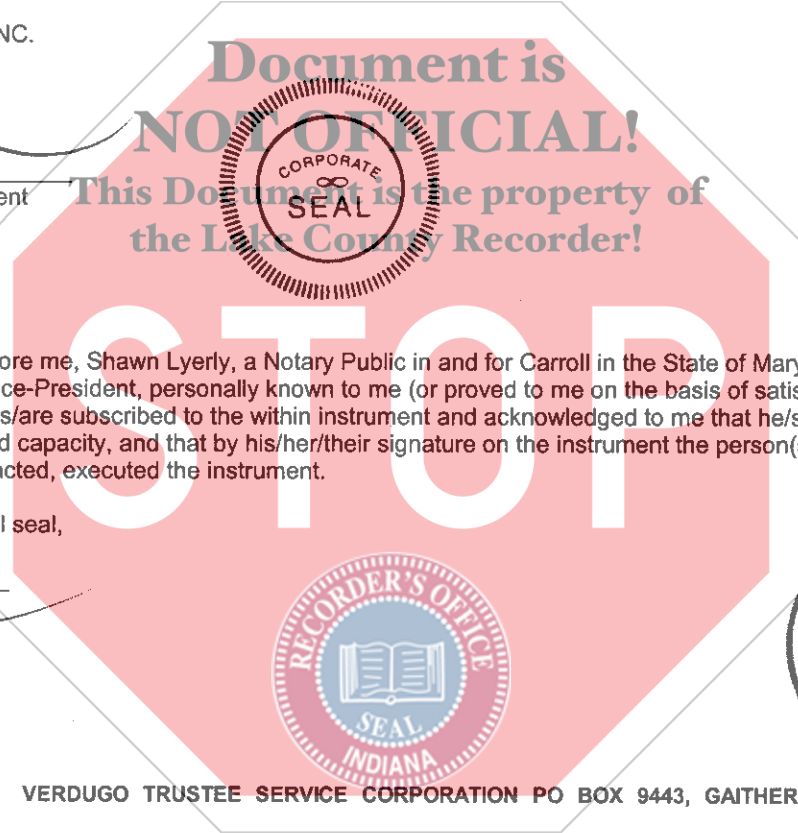 NC.
Document is
NOT OFFICIAL!
CORPORATE
SEAL
ent
This Document is the property of
the Lake County Recorder!
STOP
ore me, Shawn Lyerly, a Notary Public in and for Carroll in the State of Mary
ce-President, personally known to me (or proved to me on the basis of satis
s/are subscribed to the within instrument and acknowledged to me that he/s
d capacity, and that by his/her/their signature on the instrument the person(
acted, executed the instrument.
l seal,
RECORDER'S OFFICE
SEAL
INDIANA
VERDUGO TRUSTEE SERVICE CORPORATION PO BOX 9443, GAITHER